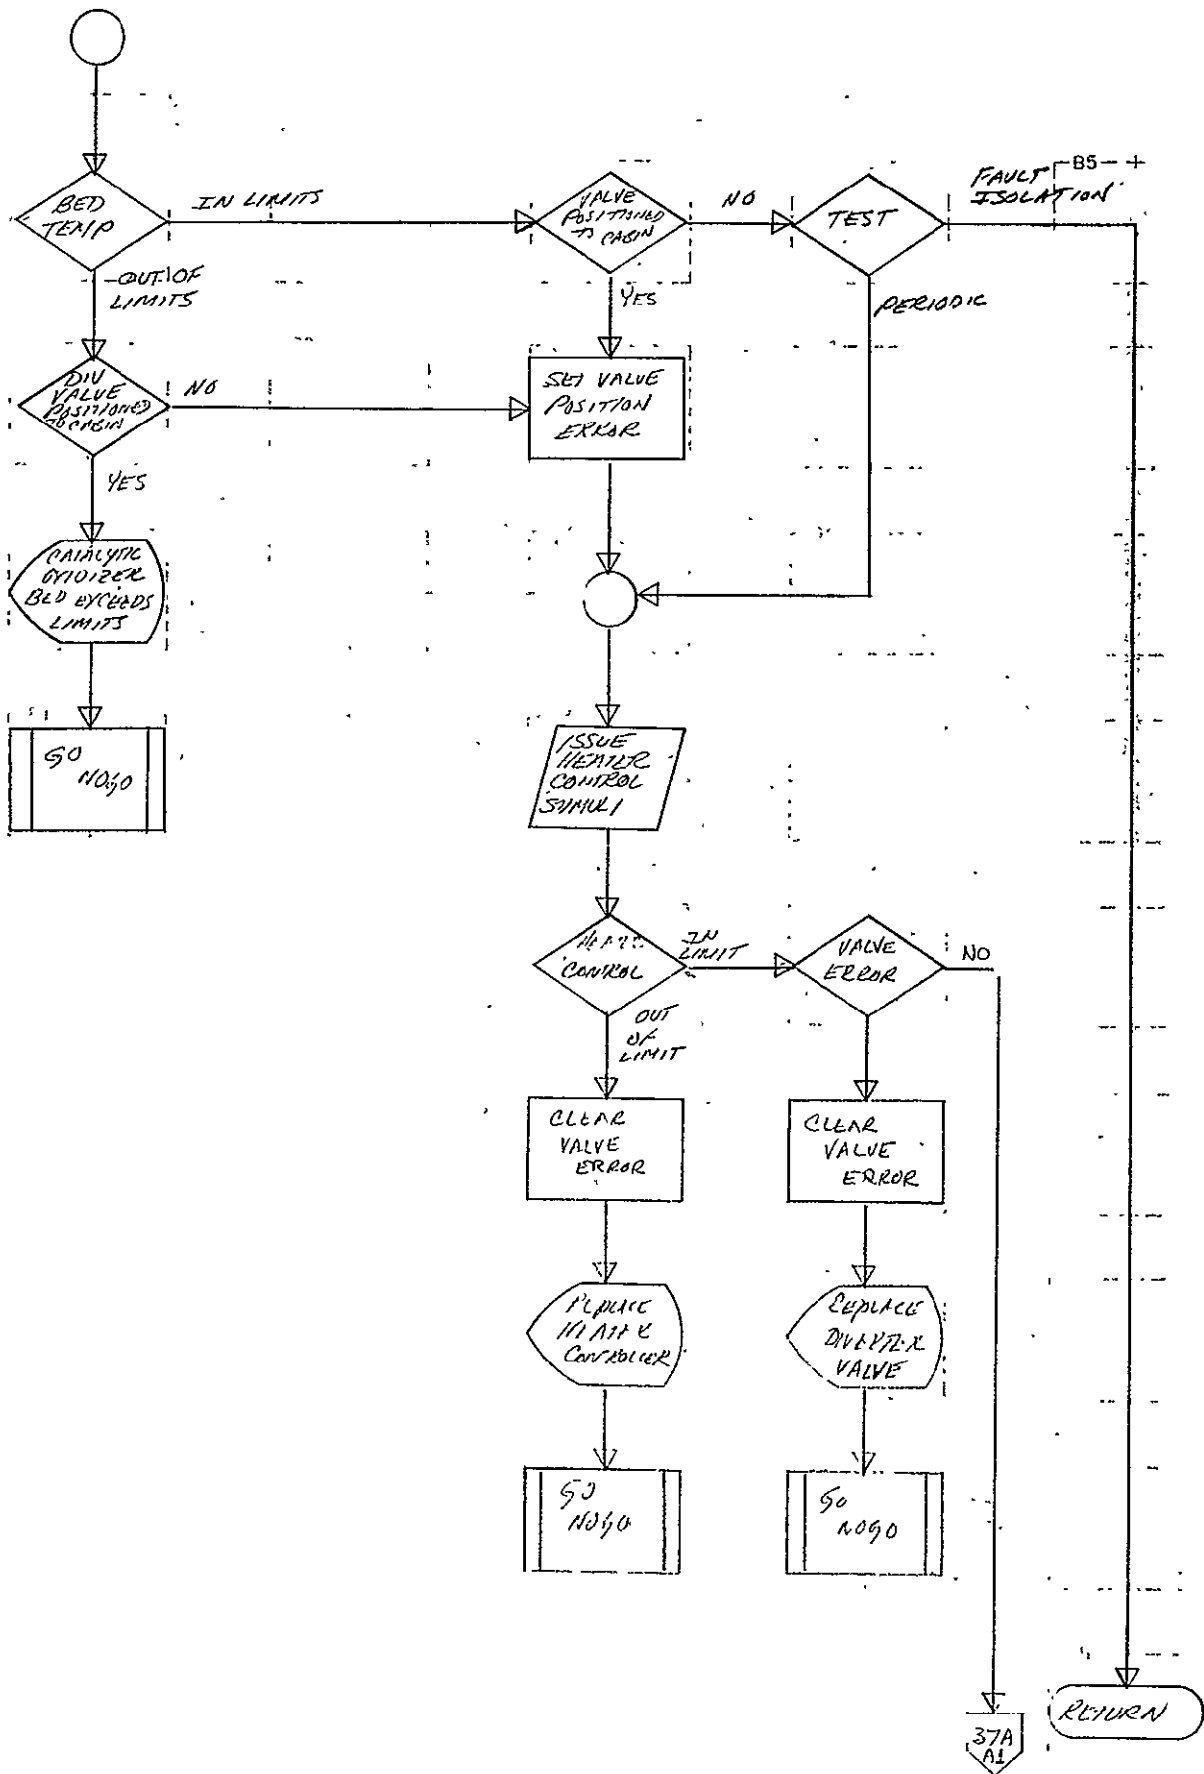 B5
BED
TEMP
IN LIMITS
VALVE
POSITIONED
TO CABIN
NO
TEST
FAULT
ISOLATION
OUT OF
LIMITS
YES
PERIODIC
DIV
VALVE
POSITIONED
TO CABIN
NO
SET VALVE
POSITION
ERROR
YES
CATALYTIC
OXIDIZER
BED EXCEEDS
LIMITS
GO
NOGO
ISSUE
HEATER
CONTROL
STIMULI
CONTROL
IN
LIMIT
VALVE
ERROR
NO
OUT
OF
LIMIT
CLEAR
VALVE
ERROR
CLEAR
VALVE
ERROR
REPLACE
HEATER
CONTROLLER
REPLACE
DIVERTER
VALVE
GO
NOGO
GO
NOGO
37A
A1
RETURN